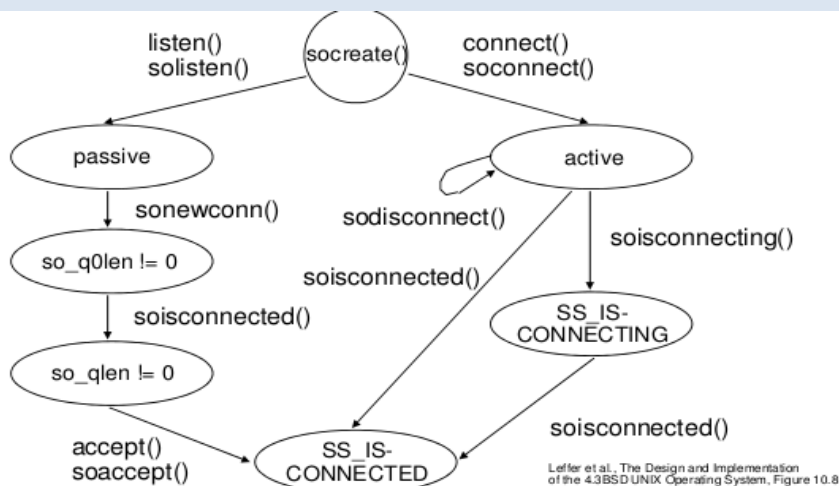 listen()
solisten()
socreate()
connect()
soconnect()
passive
active
sonewconn()
sodisconnect()
soisconnecting()
so_q0len != 0
soisconnected()
soisconnected()
SS_IS-
CONNECTING
so_qlen != 0
soisconnected()
accept()
soaccept()
SS_IS-
CONNECTED
Leffer et al., The Design and Implementation
of the 4.3BSD UNIX Operating System, Figure 10.8